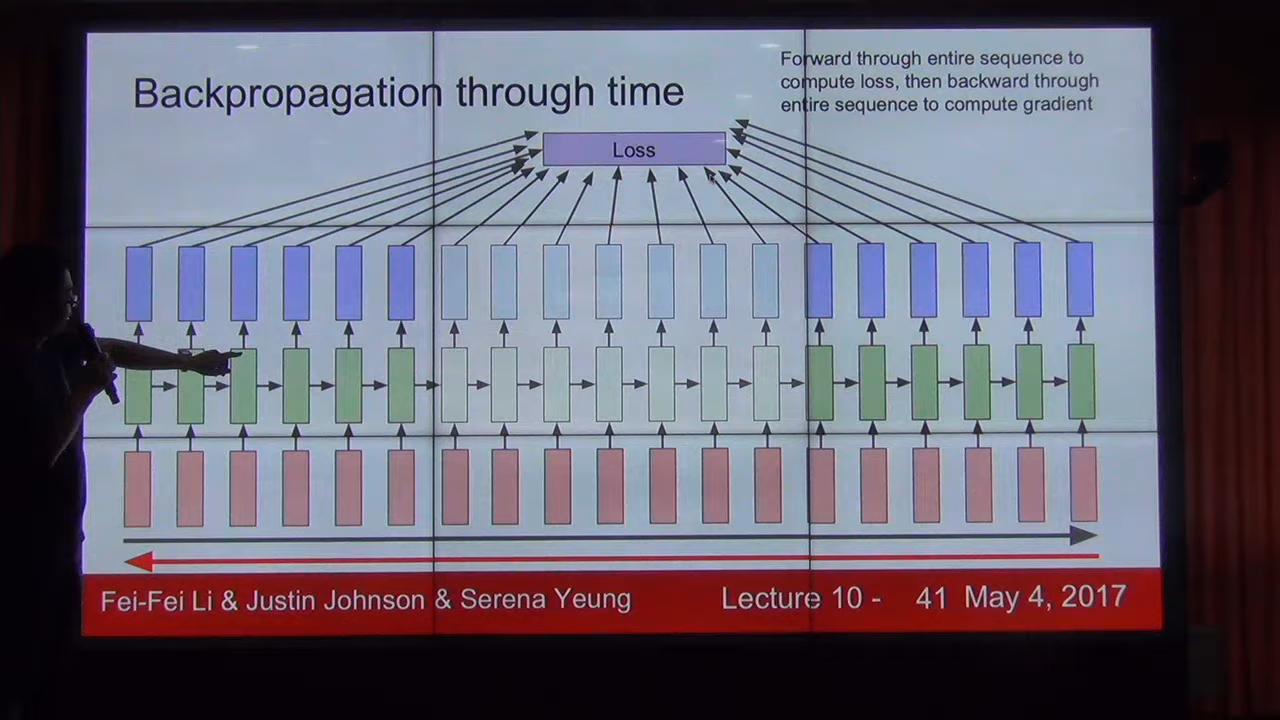 Backpropagation through time
Forward through entire sequence to
compute loss, then backward through
entire sequence to compute gradient
Loss
Fei-Fei Li & Justin Johnson & Serena Yeung
Lecture 10 - 41 May 4, 2017